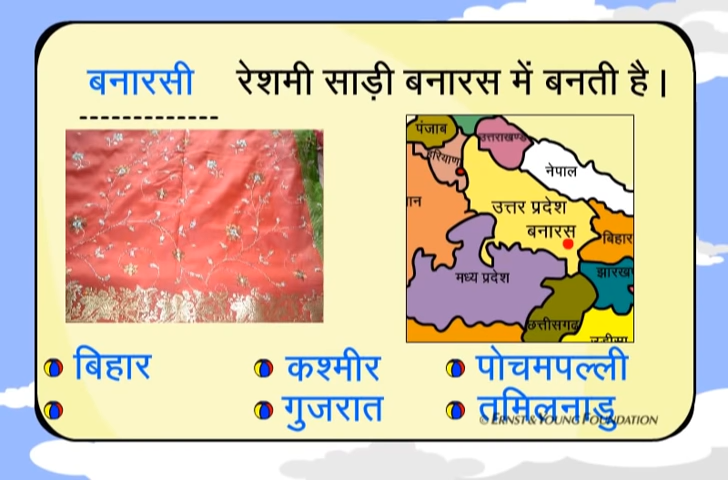 बनारसी रेशमी साड़ी बनारस में बनती है।
पंजाब
उत्तराखण्ड
हरियाणा
नेपाल
उत्तर प्रदेश
बनारस
बिहार
मध्य प्रदेश
छत्तीसगढ़
बिहार कश्मीर पोचमपल्ली
गुजरात तमिलनाडु
© ERNST & YOUNG FOUNDATION